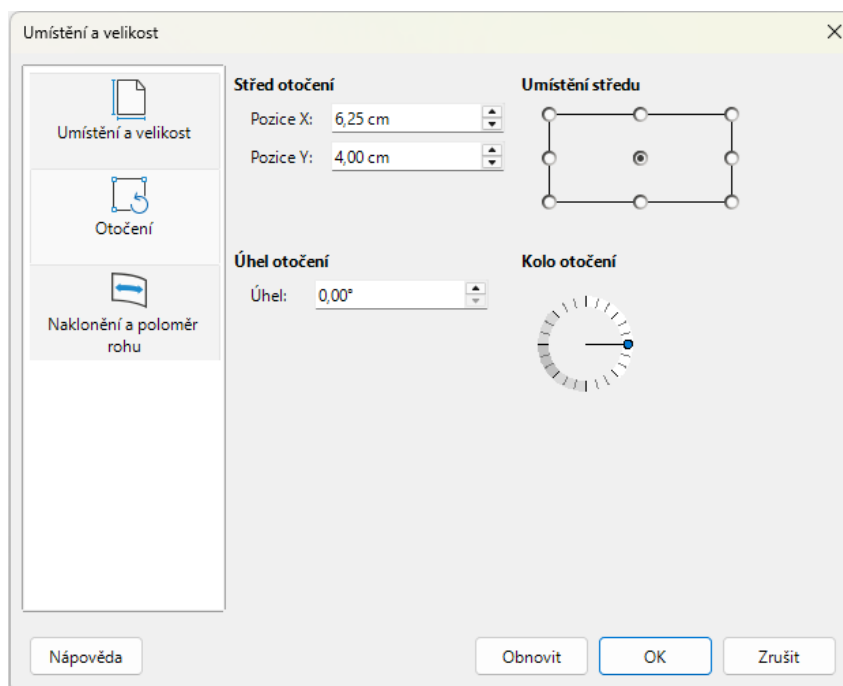 Umístění a velikost
Umístění a velikost
Otočení
Naklonění a poloměr
rohu
Střed otočení
Pozice X: 6,25 cm
Pozice Y: 4,00 cm
Umístění středu
Úhel otočení
Úhel: 0,00°
Kolo otočení
Nápověda
Obnovit
OK
Zrušit